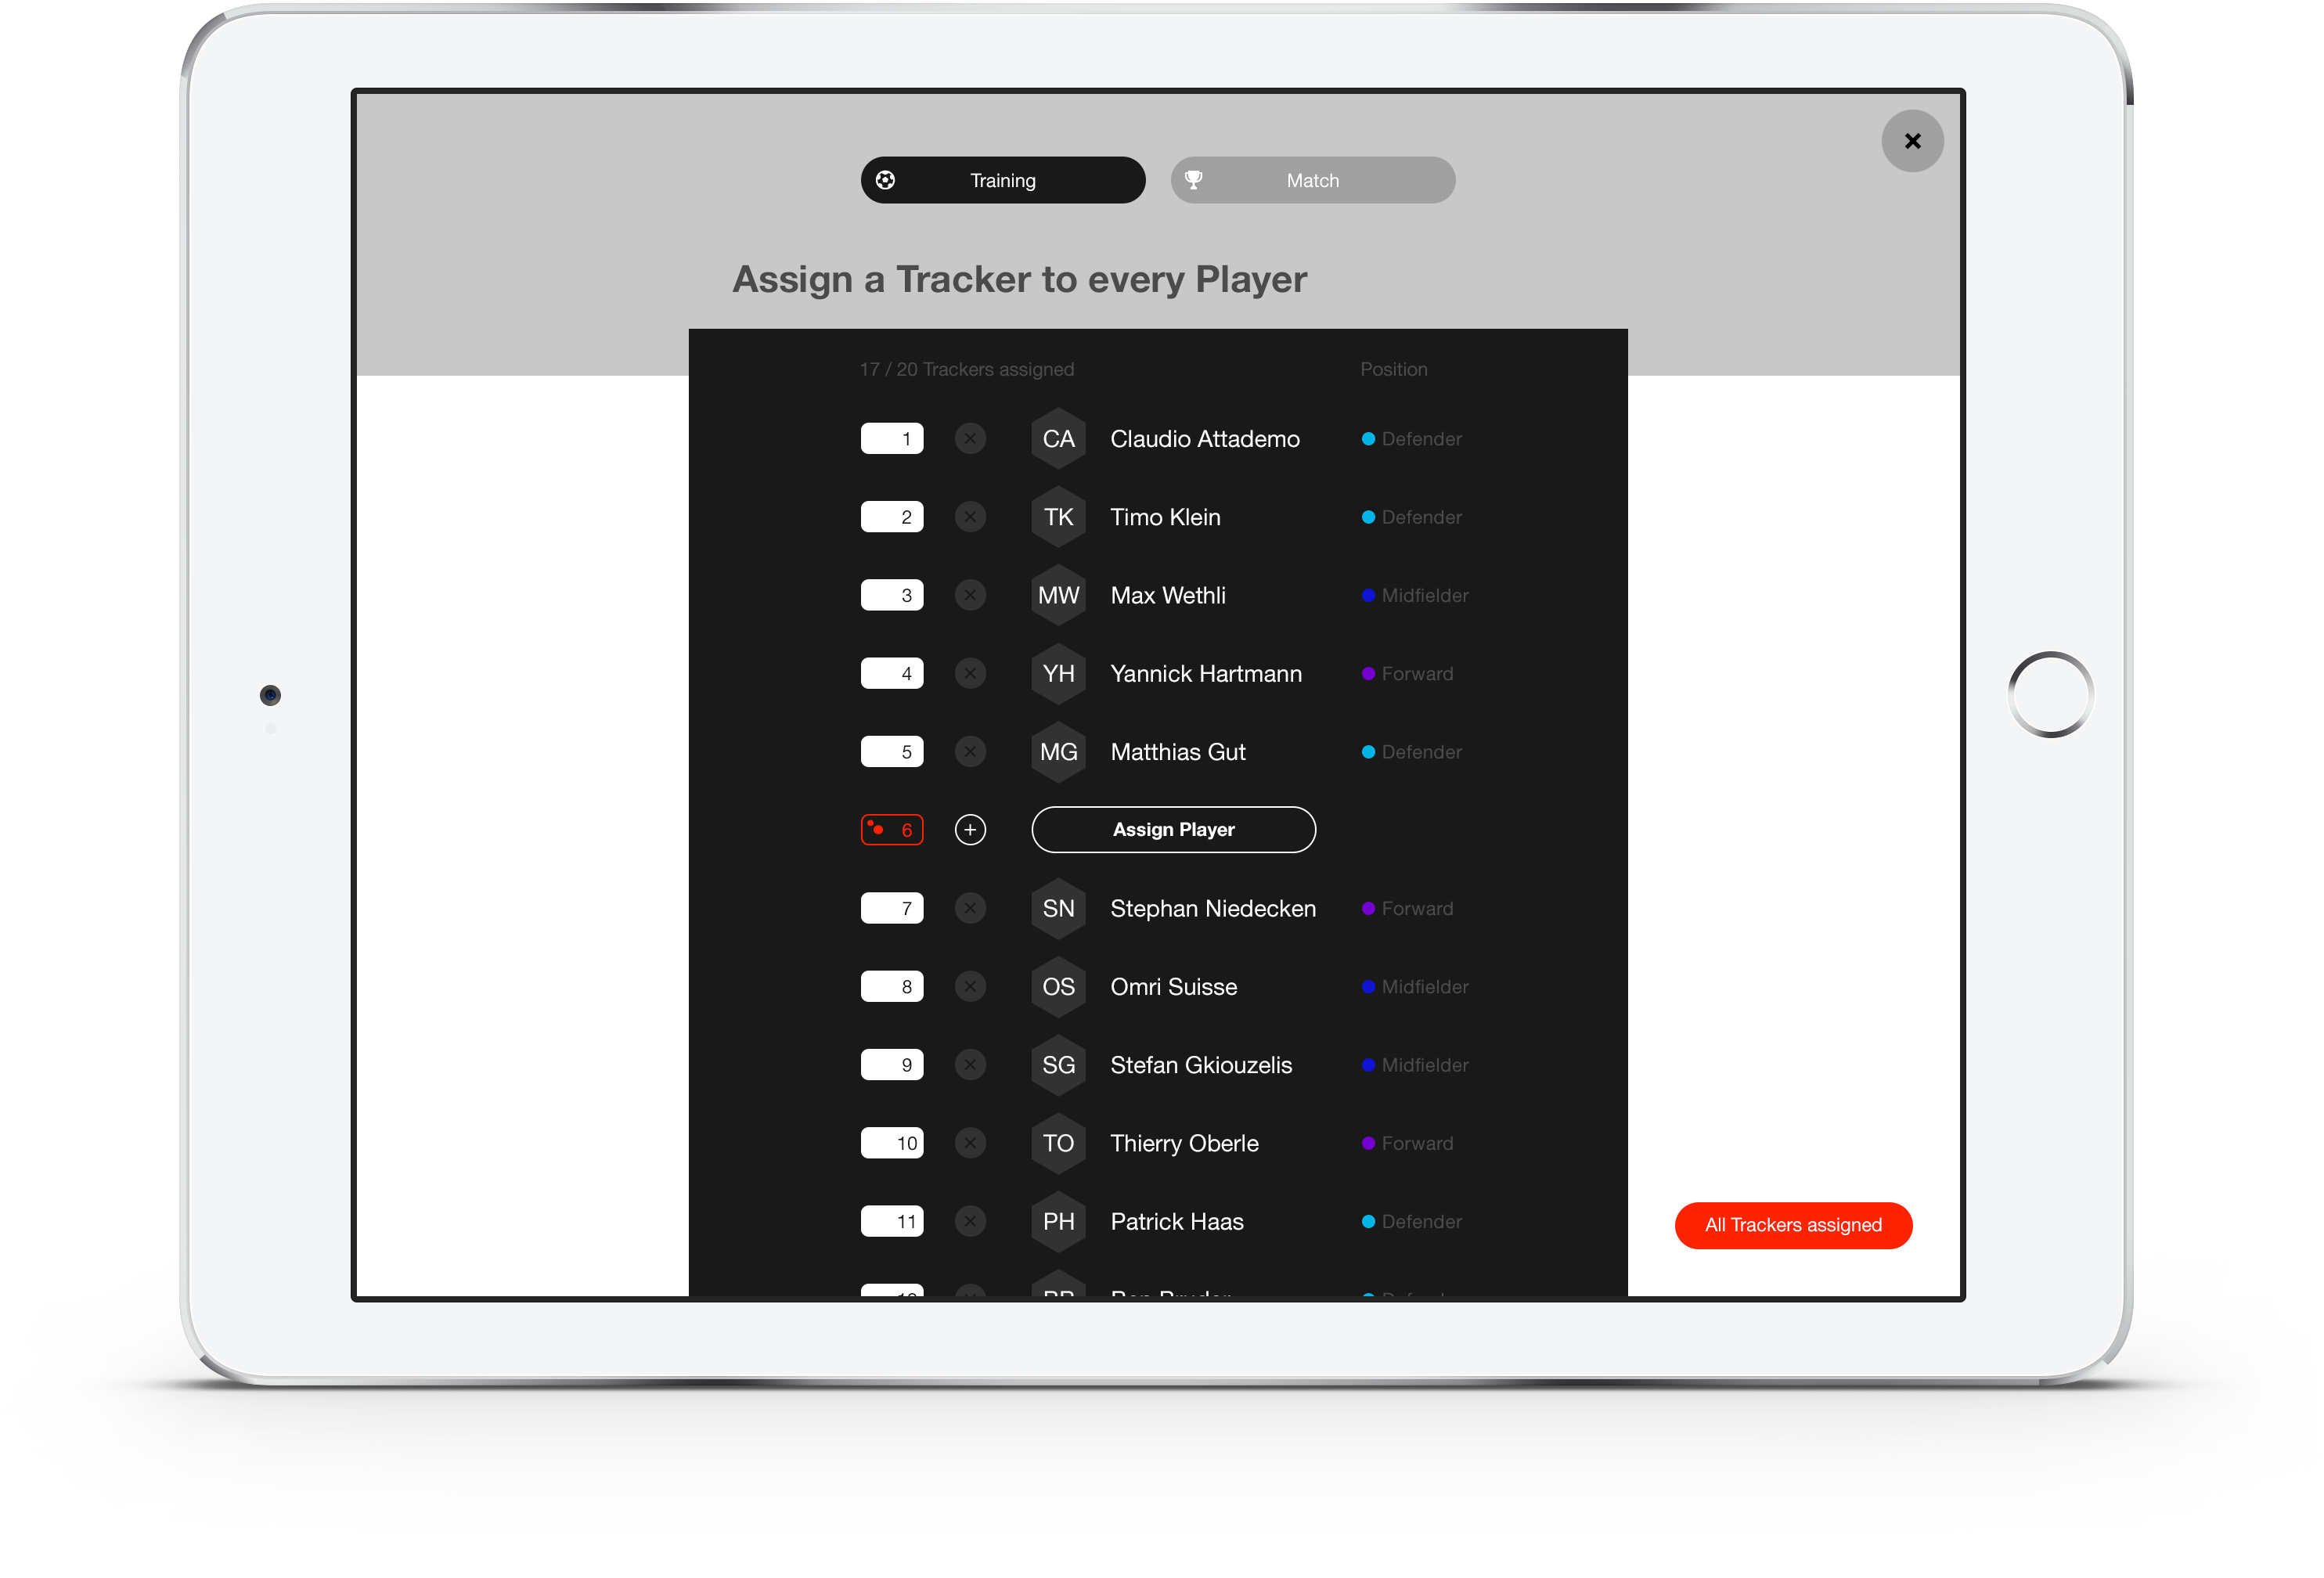 Training
Match
Assign a Tracker to every Player
17 / 20 Trackers assigned Position
1 CA Claudio Attademo Defender
2 TK Timo Klein Defender
3 MW Max Wethli Midfielder
4 YH Yannick Hartmann Forward
5 MG Matthias Gut Defender
6 Assign Player
7 SN Stephan Niedecken Forward
8 OS Omri Suisse Midfielder
9 SG Stefan Gkiouzelis Midfielder
10 TO Thierry Oberle Forward
11 PH Patrick Haas Defender
All Trackers assigned